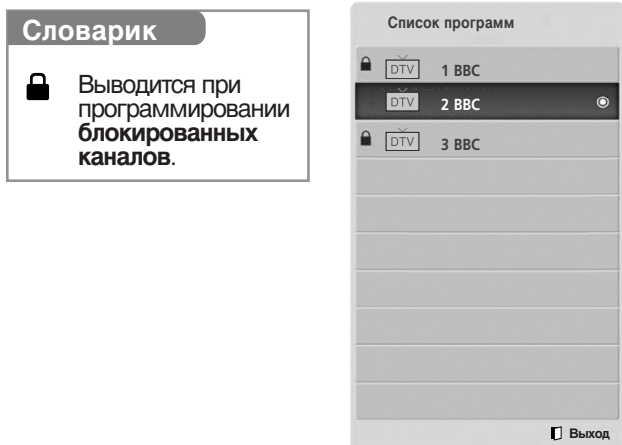 Словарик
Выводится при
программировании
блокированных
каналов.
Список программ
DTV 1 BBC
DTV 2 BBC
DTV 3 BBC
Выход